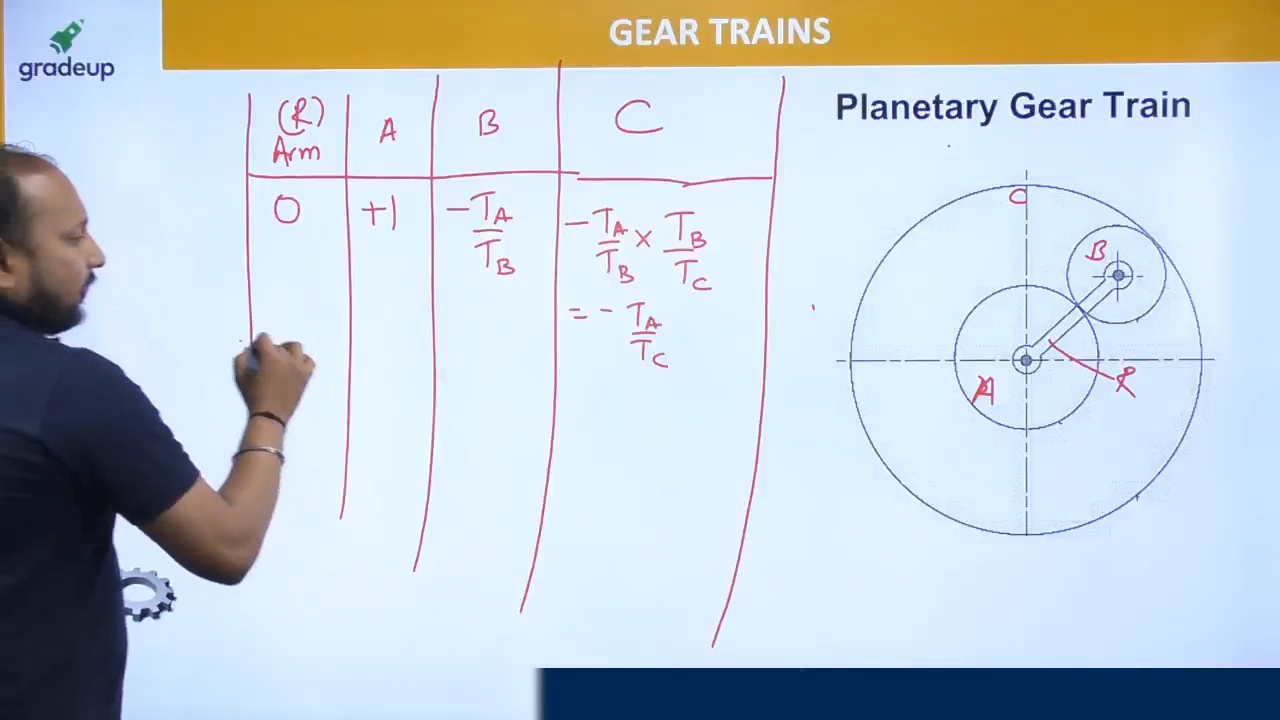 GEAR TRAINS
gradeup
Planetary Gear Train
(R)
Arm
A
B
C
0
+1
-TA/TB
-TA/TB × TB/TC
= - TA/TC
C
B
A
R